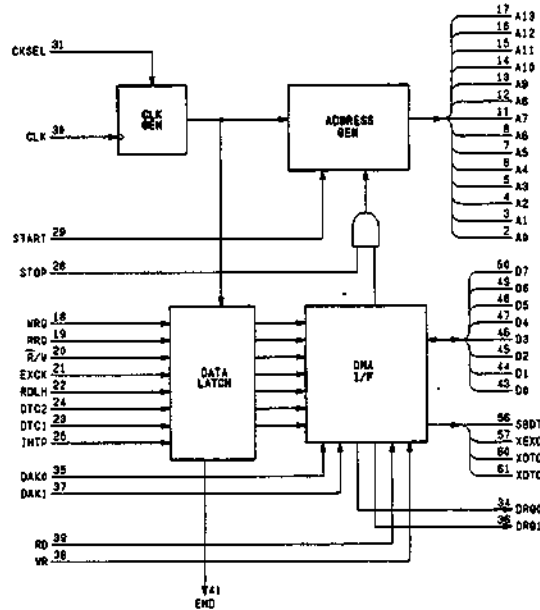 CKSEL 31
CLK 30
CLK GEN
ADDRESS GEN
17 A13
16 A12
15 A11
14 A10
13 A9
12 A8
11 A7
8 A6
7 A5
6 A4
5 A3
4 A2
3 A1
2 A0
START 29
STOP 28
WRQ 18
RRQ 19
R/W 20
EXCK 21
RDLH 22
DTC2 24
DTC1 23
INTP 25
DATA LATCH
DMA I/F
50 D7
49 D6
48 D5
47 D4
46 D3
45 D2
44 D1
43 D0
56 SBDT
57 XEXC
60 XDTC
61 XDTC
DAK0 35
DAK1 37
34 DRQ0
36 DRQ1
RD 39
WR 38
41
END